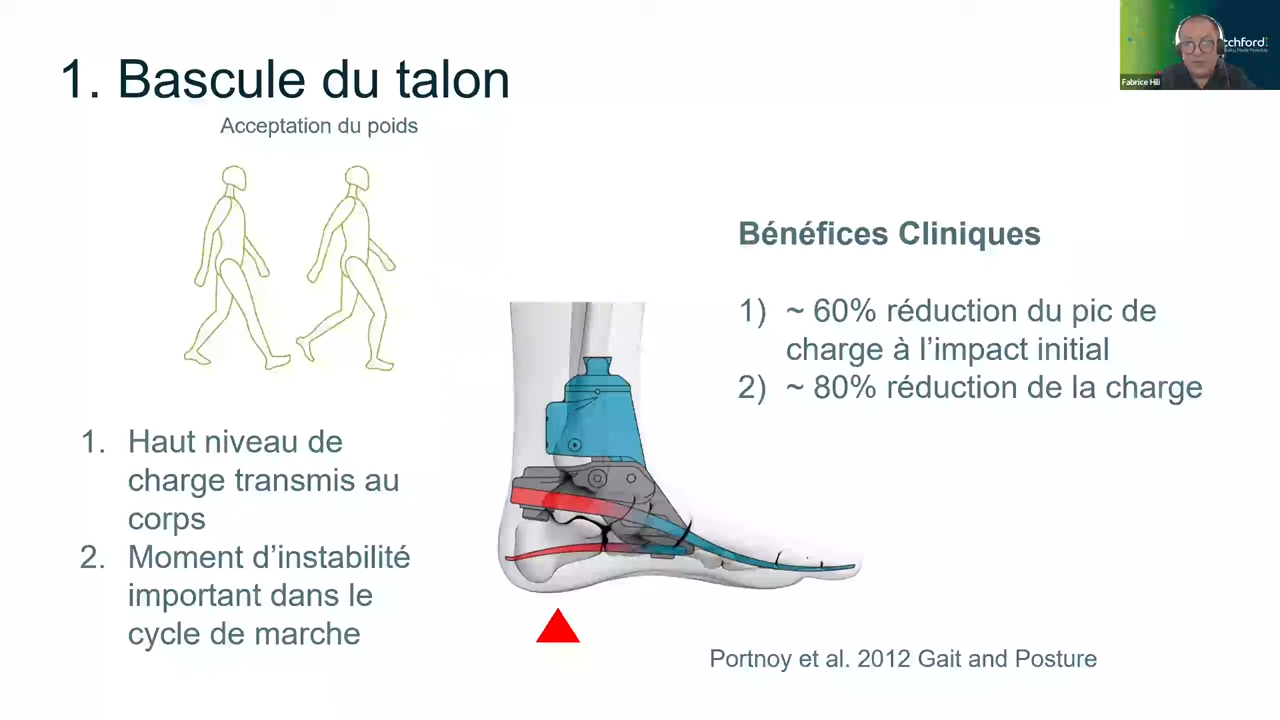 1. Bascule du talon
Acceptation du poids
1. Haut niveau de
charge transmis au
corps
2. Moment d’instabilité
important dans le
cycle de marche
Bénéfices Cliniques
1) ~ 60% réduction du pic de
charge à l’impact initial
2) ~ 80% réduction de la charge
Portnoy et al. 2012 Gait and Posture
chford
Fabrice Hili